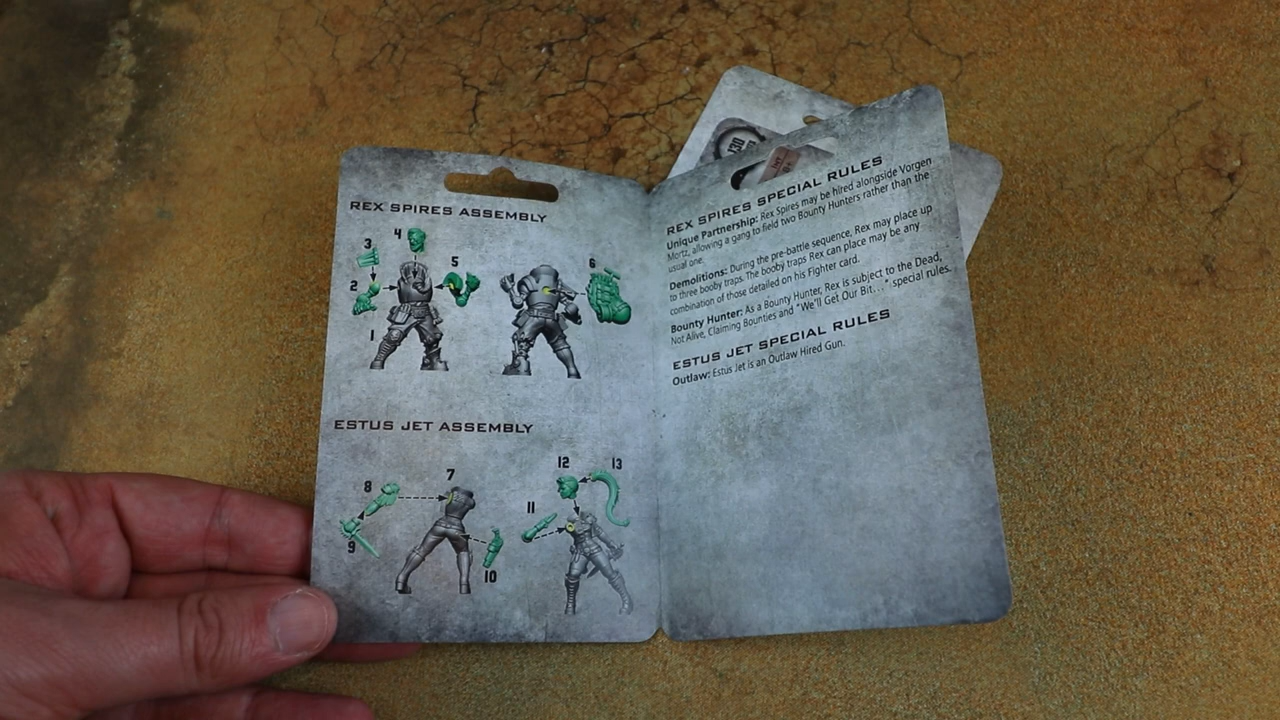 REX SPIRES ASSEMBLY
3
4
5
2
1
6
ESTUS JET ASSEMBLY
8
7
9
10
12
13
11
130
REX SPIRES SPECIAL RULES
Unique Partnership: Rex Spires may be hired alongside Vorgen
Mortz, allowing a gang to field two Bounty Hunters rather than the
usual one.
Demolitions: During the pre-battle sequence, Rex may place up
to three booby traps. The booby traps Rex can place may be any
combination of those detailed on his Fighter card.
Bounty Hunter: As a Bounty Hunter, Rex is subject to the Dead,
Not Alive, Claiming Bounties and "We'll Get Our Bit..." special rules.
ESTUS JET SPECIAL RULES
Outlaw: Estus Jet is an Outlaw Hired Gun.